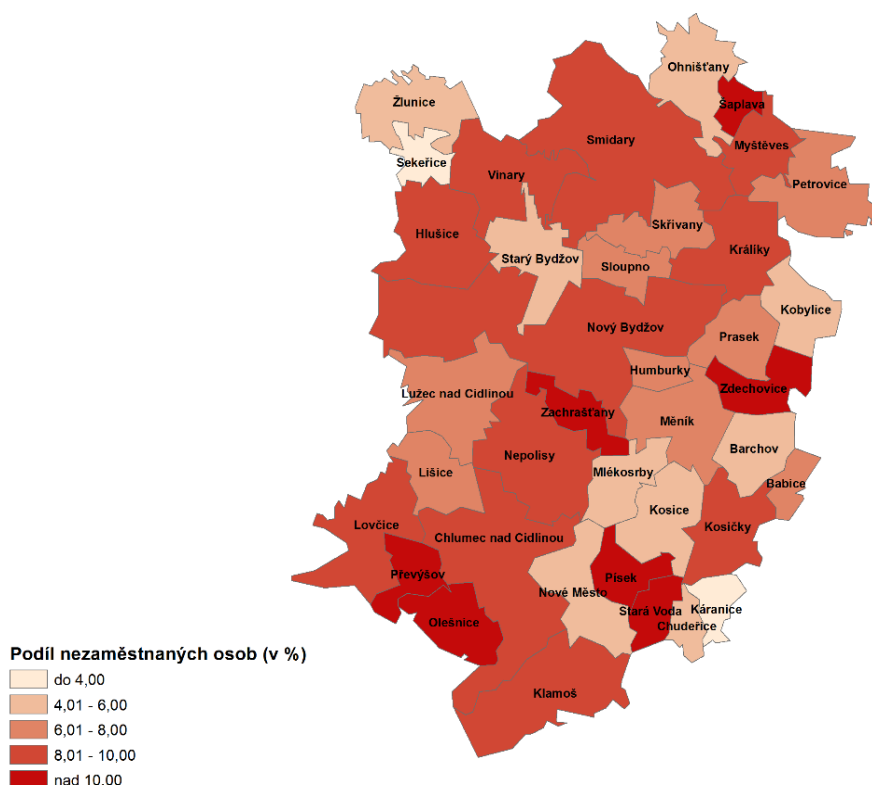 Ohnišťany
Žlunice
Šaplava
Smidary
Myštěves
Sekeřice
Vinary
Petrovice
Skřivany
Hlušice
Králíky
Starý Bydžov
Sloupno
Kobylice
Nový Bydžov
Prasek
Humburky
Zdechovice
Lužec nad Cidlinou
Zachrašťany
Měník
Barchov
Nepolisy
Mlékosrby
Lišice
Babice
Kosice
Lovčice
Kosičky
Chlumec nad Cidlinou
Převýšov
Písek
Nové Město
Káranice
Stará Voda
Olešnice
Chudeřice
Klamoš
Podíl nezaměstnaných osob (v %)
do 4,00
4,01 - 6,00
6,01 - 8,00
8,01 - 10,00
nad 10,00